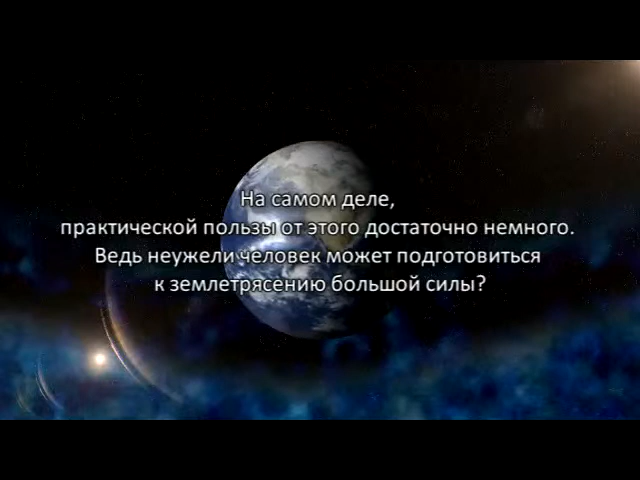 На самом деле,
практической пользы от этого достаточно немного.
Ведь неужели человек может подготовиться
к землетрясению большой силы?